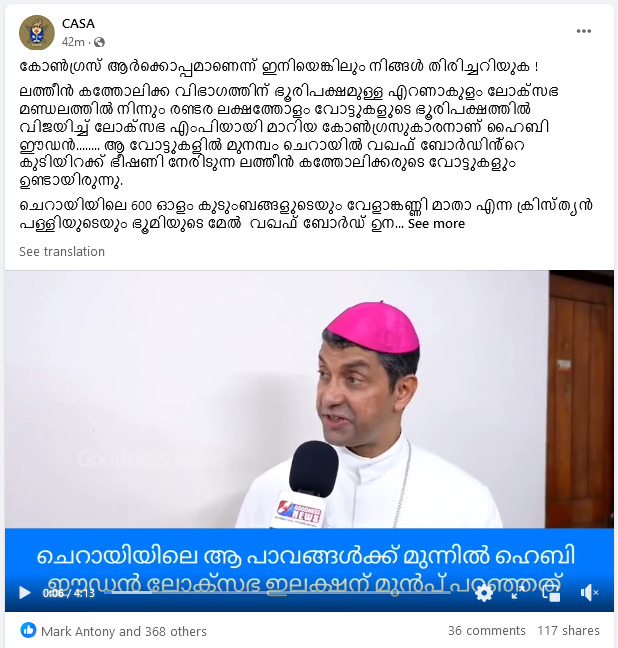 CASA
42m ·
കോൺഗ്രസ് ആർക്കൊപ്പമാണെന്ന് ഇനിയെങ്കിലും നിങ്ങൾ തിരിച്ചറിയുക !
ലത്തീൻ കത്തോലിക്ക വിഭാഗത്തിന് ഭൂരിപക്ഷമുള്ള എറണാകുളം ലോക്സഭ
മണ്ഡലത്തിൽ നിന്നും രണ്ടര ലക്ഷത്തോളം വോട്ടുകളുടെ ഭൂരിപക്ഷത്തിൽ
വിജയിച്ച് ലോക്സഭ എംപിയായി മാറിയ കോൺഗ്രസുകാരനാണ് ഹൈബി
ഈഡൻ........ ആ വോട്ടുകളിൽ മുനമ്പം ചെറായിൽ വഖഫ് ബോർഡിൻ്റെ
കുടിയിറക്ക് ഭീഷണി നേരിടുന്ന ലത്തീൻ കത്തോലിക്കരുടെ വോട്ടുകളും
ഉണ്ടായിരുന്നു.
ചെറായിയിലെ 600 ഓളം കുടുംബങ്ങളുടെയും വേളാങ്കണ്ണി മാതാ എന്ന ക്രിസ്ത്യൻ
പള്ളിയുടെയും ഭൂമിയുടെ മേൽ വഖഫ് ബോർഡ് ഉന... See more
See translation
Goodness News
GOODNESS
NEWS
ചെറായിയിലെ ആ പാവങ്ങൾക്ക് മുന്നിൽ ഹെബി
ഈഡൻ ലോക്സഭ ഇലക്ഷന് മുൻപ് പറഞ്ഞത്
0:06 / 4:13
Mark Antony and 368 others
36 comments 117 shares